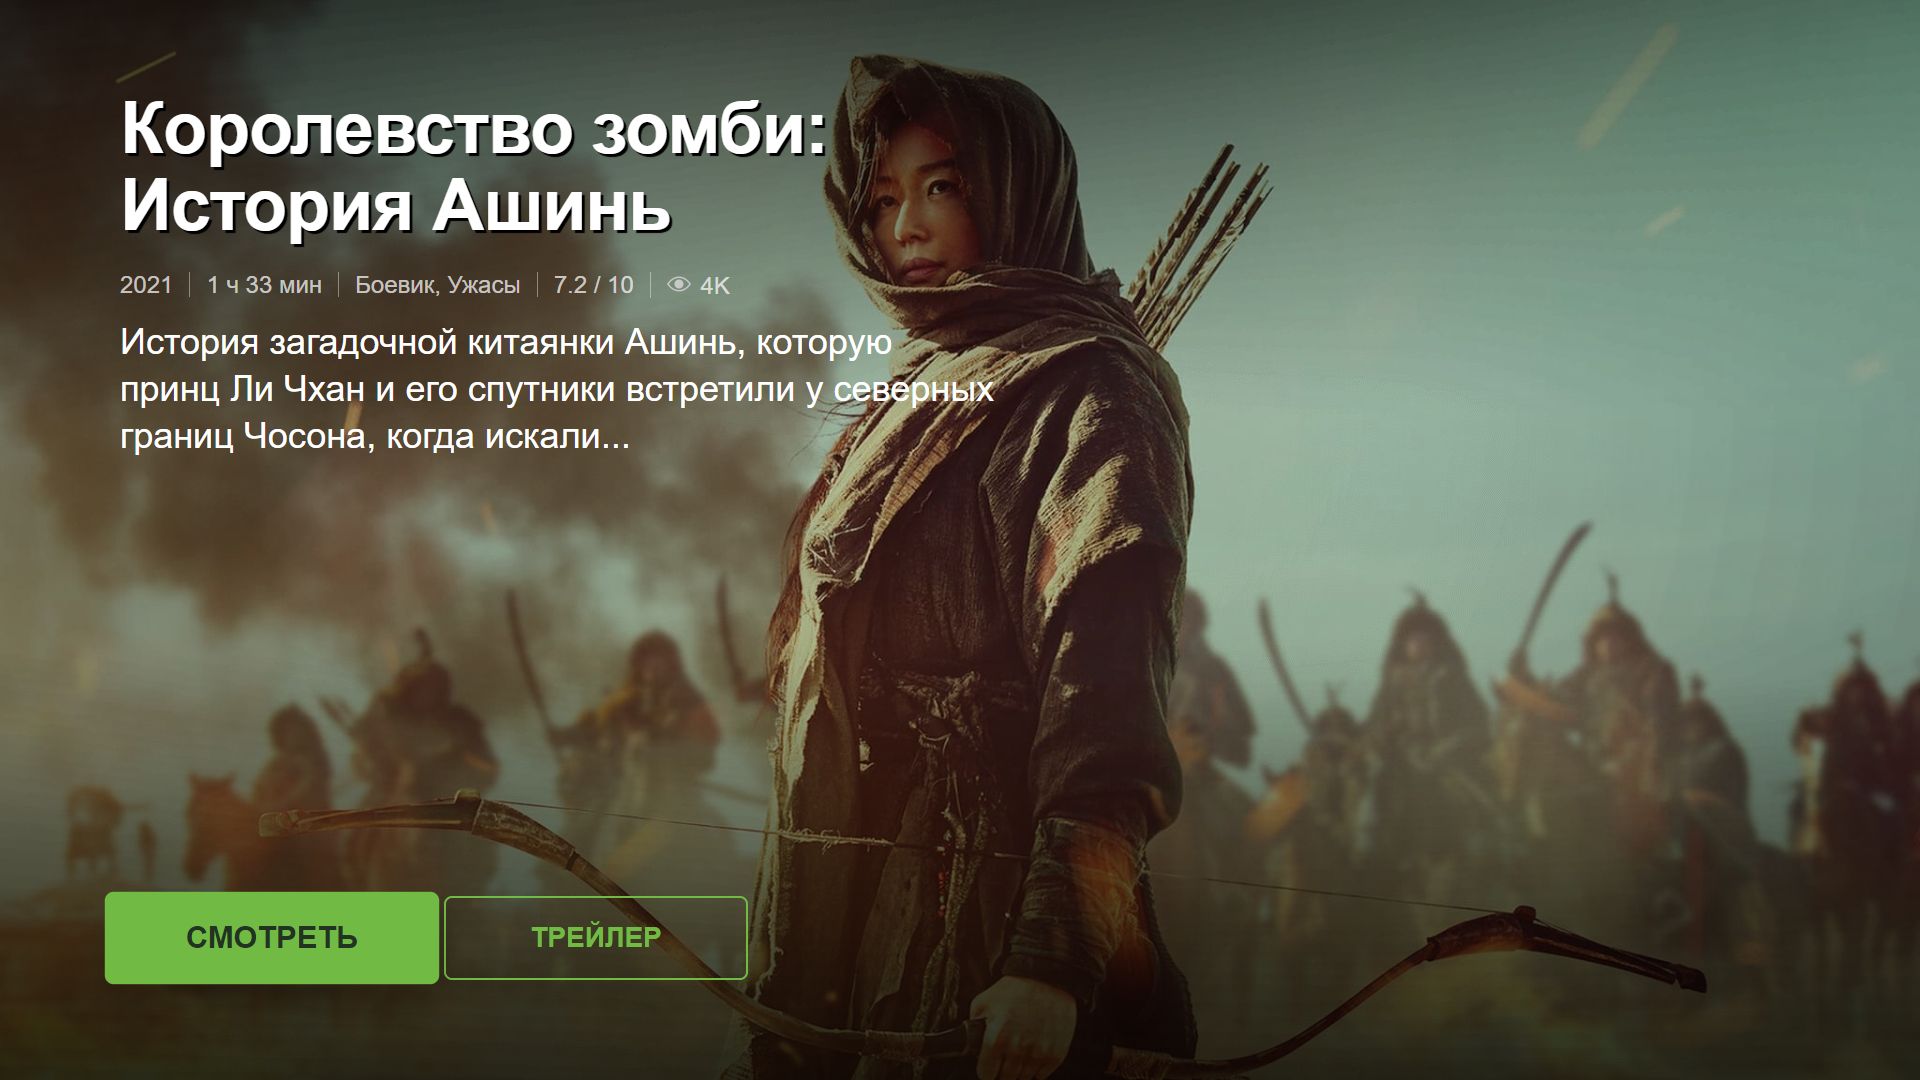 Королевство зомби:
История Ашинь
2021 | 1 ч 33 мин | Боевик, Ужасы | 7.2 / 10 | 4K
История загадочной китаянки Ашинь, которую
принц Ли Чхан и его спутники встретили у северных
границ Чосона, когда искали...
СМОТРЕТЬ
ТРЕЙЛЕР